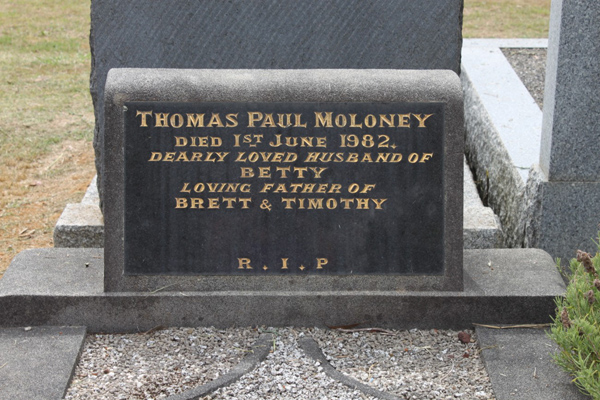 THOMAS PAUL MOLONEY
DIED 1ST JUNE 1982.
DEARLY LOVED HUSBAND OF
BETTY
LOVING FATHER OF
BRETT & TIMOTHY
R . I . P